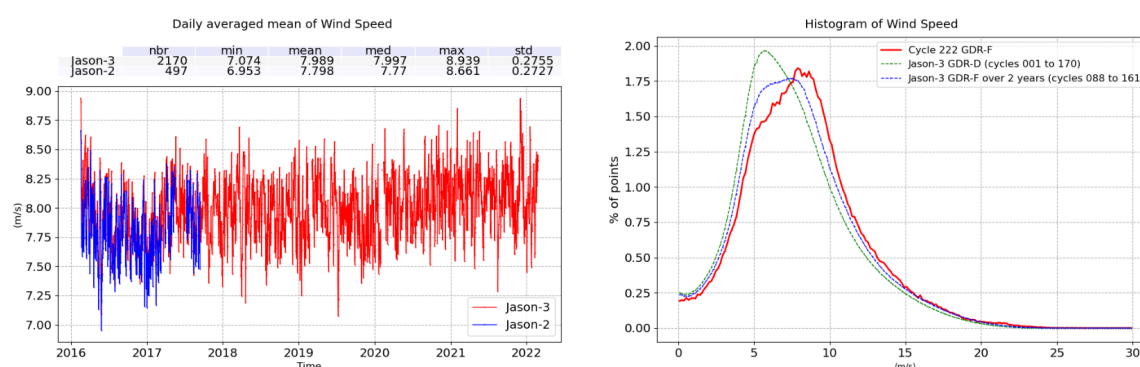 Daily averaged mean of Wind Speed
nbr min mean med max std
Jason-3 2170 7.074 7.989 7.997 8.939 0.2755
Jason-2 497 6.953 7.798 7.77 8.661 0.2727
9.00
8.75
8.50
8.25
8.00
7.75
7.50
7.25
7.00
(m/s)
Jason-3
Jason-2
2016 2017 2018 2019 2020 2021 2022
Time
Histogram of Wind Speed
2.00
1.75
1.50
1.25
1.00
0.75
0.50
0.25
0.00
% of points
Cycle 222 GDR-F
Jason-3 GDR-D (cycles 001 to 170)
Jason-3 GDR-F over 2 years (cycles 088 to 161
0 5 10 15 20 25 30
(m/s)